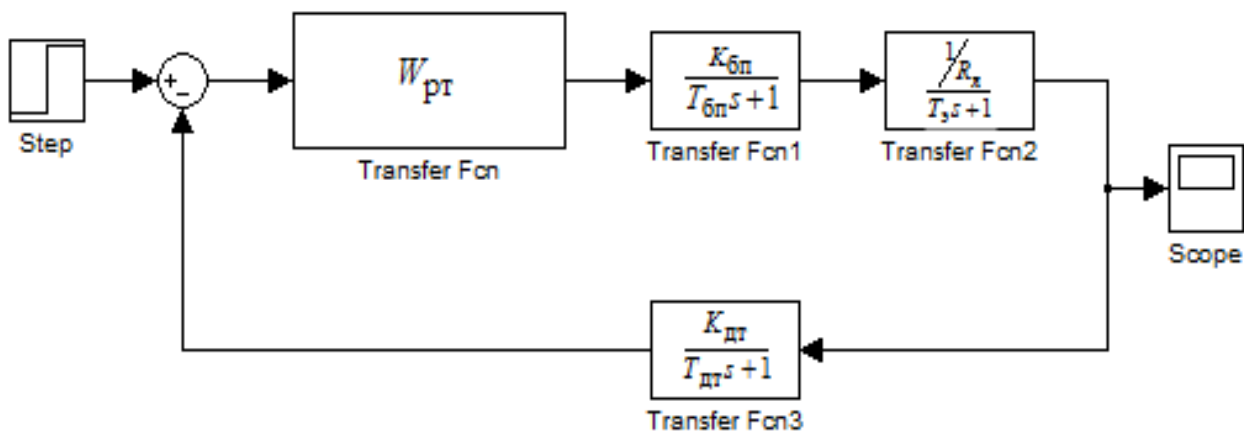 Step
+
−
W_рт
Transfer Fcn
K_бп
T_бп s+1
Transfer Fcn1
1/R_я
T_э s+1
Transfer Fcn2
Scope
K_дт
T_дт s+1
Transfer Fcn3